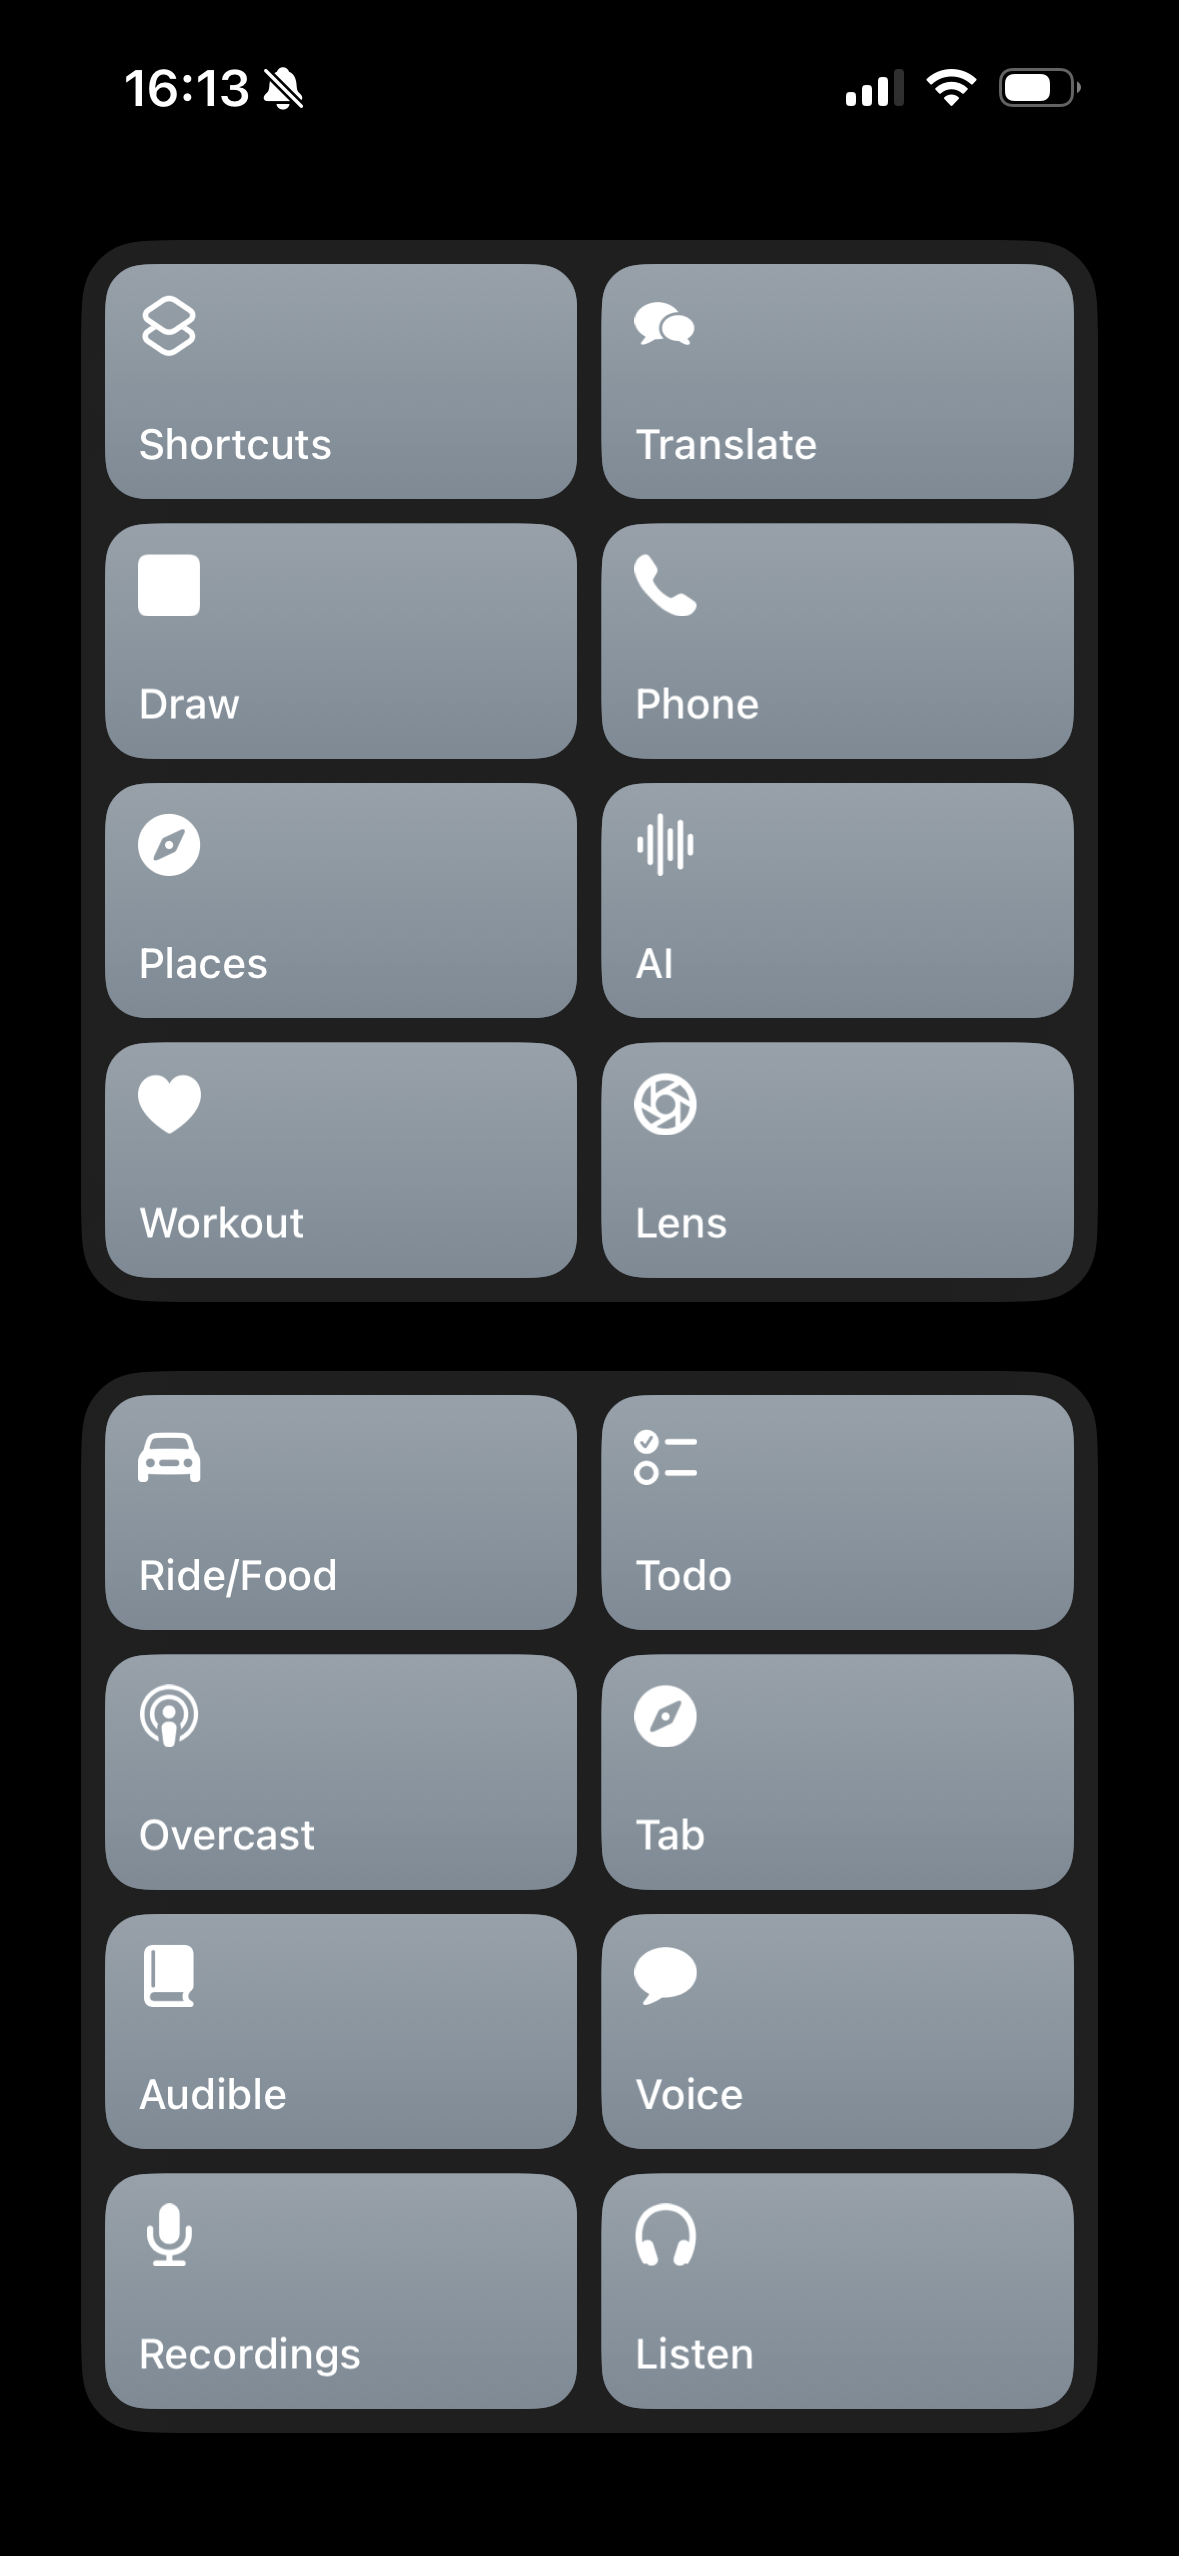 16:13
Shortcuts
Translate
Draw
Phone
Places
AI
Workout
Lens
Ride/Food
Todo
Overcast
Tab
Audible
Voice
Recordings
Listen